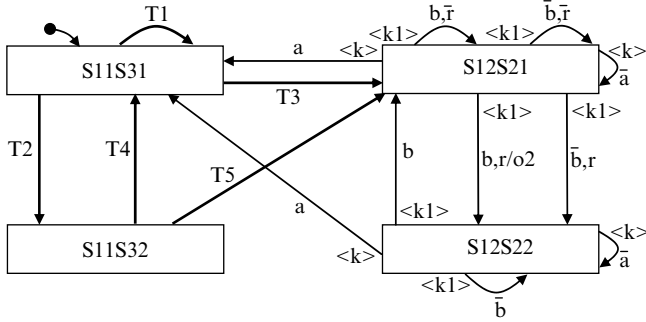 T1
b,r̄
b̄,r̄
<k1>
<k1>
<k>
a
<k>
S11S31
S12S21
ā
T3
<k1>
<k1>
T2
T4
T5
b
b,r/o2
b̄,r
a
<k1>
S11S32
S12S22
<k>
<k>
ā
<k1>
b̄